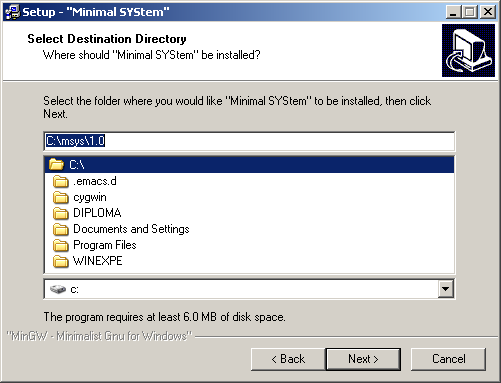 Setup - "Minimal SYStem"
Select Destination Directory
Where should "Minimal SYStem" be installed?
Select the folder where you would like "Minimal SYStem" to be installed, then click
Next.
C:\msys\1.0
C:\
.emacs.d
cygwin
DIPLOMA
Documents and Settings
Program Files
WINEXPE
c:
The program requires at least 6.0 MB of disk space.
"MinGW - Minimalist Gnu for Windows"
< Back
Next >
Cancel